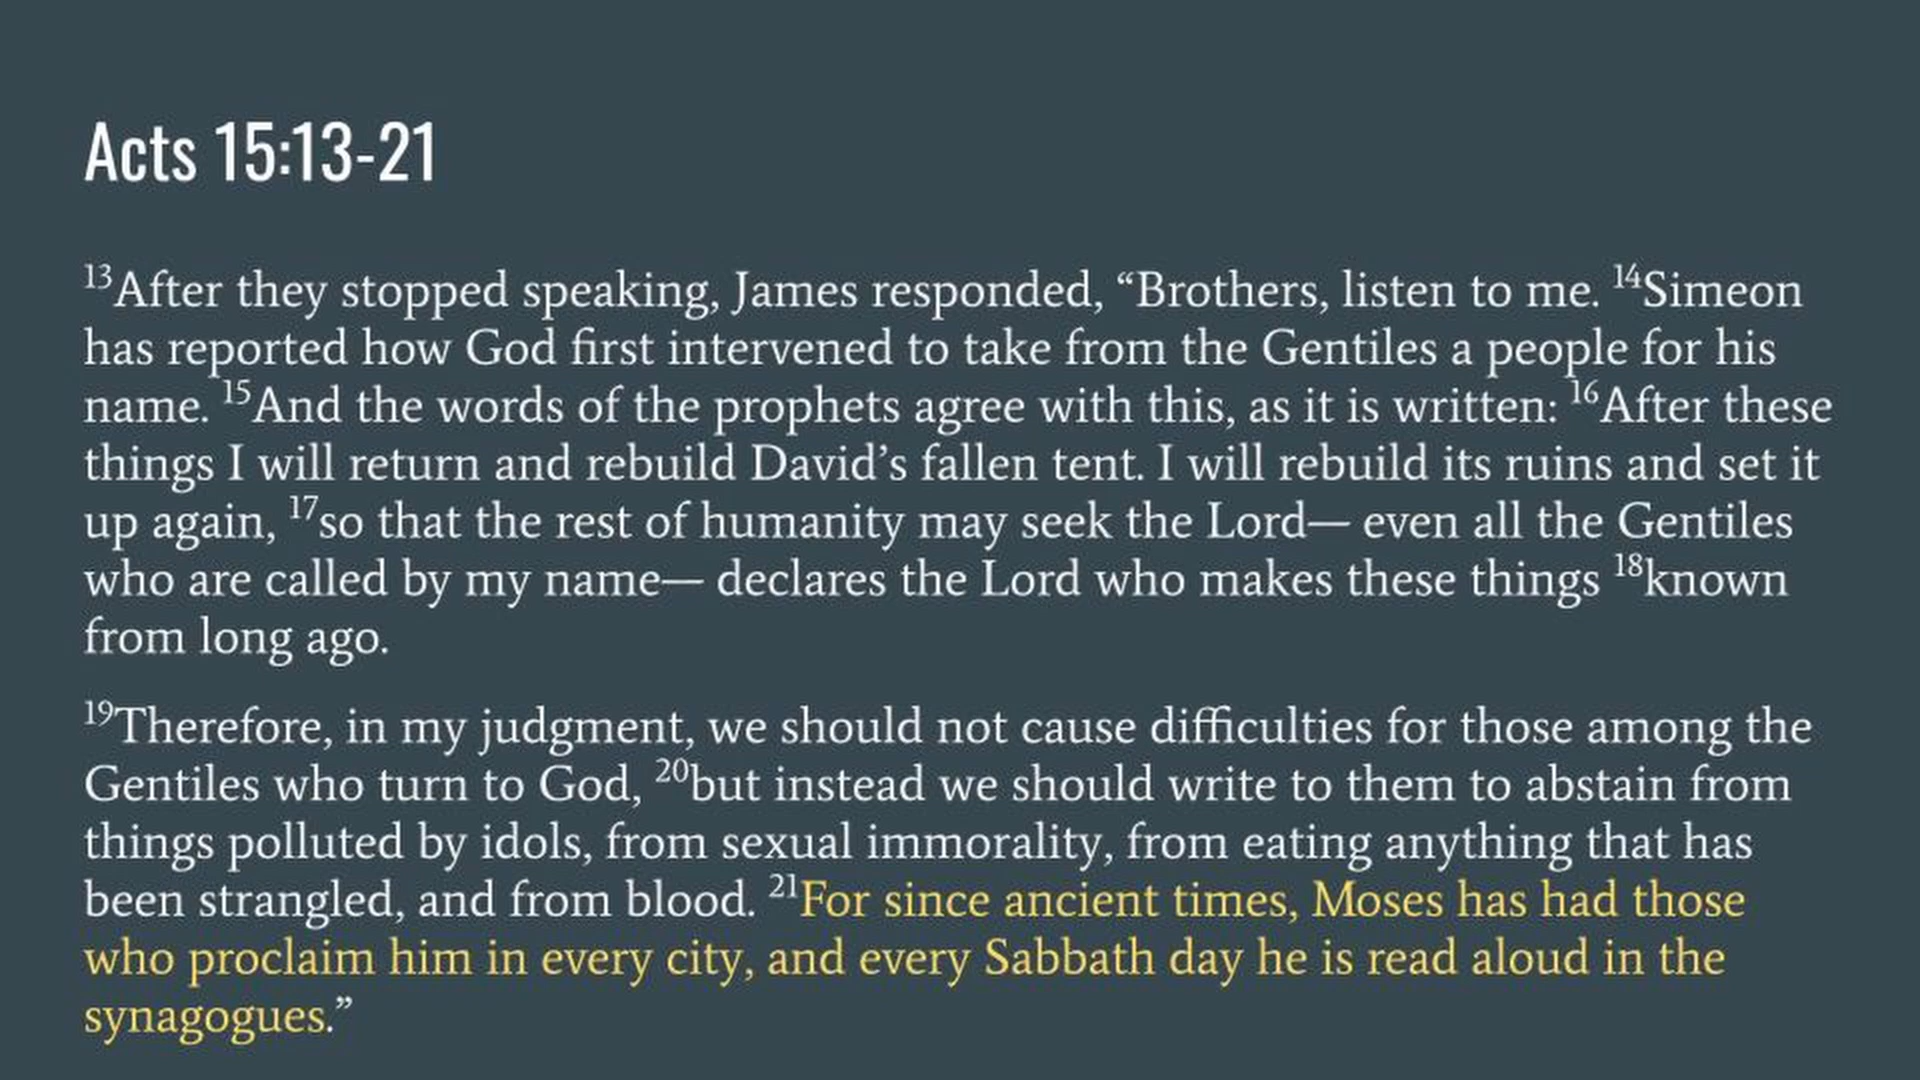 Acts 15:13-21
¹³After they stopped speaking, James responded, “Brothers, listen to me. ¹⁴Simeon
has reported how God first intervened to take from the Gentiles a people for his
name. ¹⁵And the words of the prophets agree with this, as it is written: ¹⁶After these
things I will return and rebuild David’s fallen tent. I will rebuild its ruins and set it
up again, ¹⁷so that the rest of humanity may seek the Lord— even all the Gentiles
who are called by my name— declares the Lord who makes these things ¹⁸known
from long ago.
¹⁹Therefore, in my judgment, we should not cause difficulties for those among the
Gentiles who turn to God, ²⁰but instead we should write to them to abstain from
things polluted by idols, from sexual immorality, from eating anything that has
been strangled, and from blood. ²¹For since ancient times, Moses has had those
who proclaim him in every city, and every Sabbath day he is read aloud in the
synagogues.”